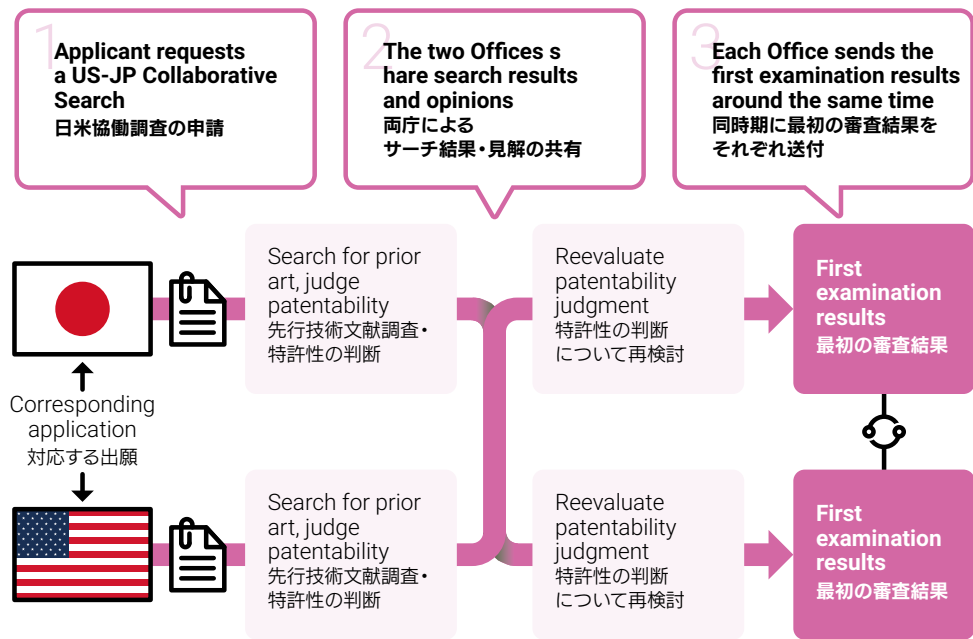 1
Applicant requests
a US-JP Collaborative
Search
日米協働調査の申請
2
The two Offices s
hare search results
and opinions
両庁による
サーチ結果・見解の共有
3
Each Office sends the
first examination results
around the same time
同時期に最初の審査結果を
それぞれ送付
Search for prior
art, judge
patentability
先行技術文献調査・
特許性の判断
Reevaluate
patentability
judgment
特許性の判断
について再検討
First
examination
results
最初の審査結果
Corresponding
application
対応する出願
Search for prior
art, judge
patentability
先行技術文献調査・
特許性の判断
Reevaluate
patentability
judgment
特許性の判断
について再検討
First
examination
results
最初の審査結果